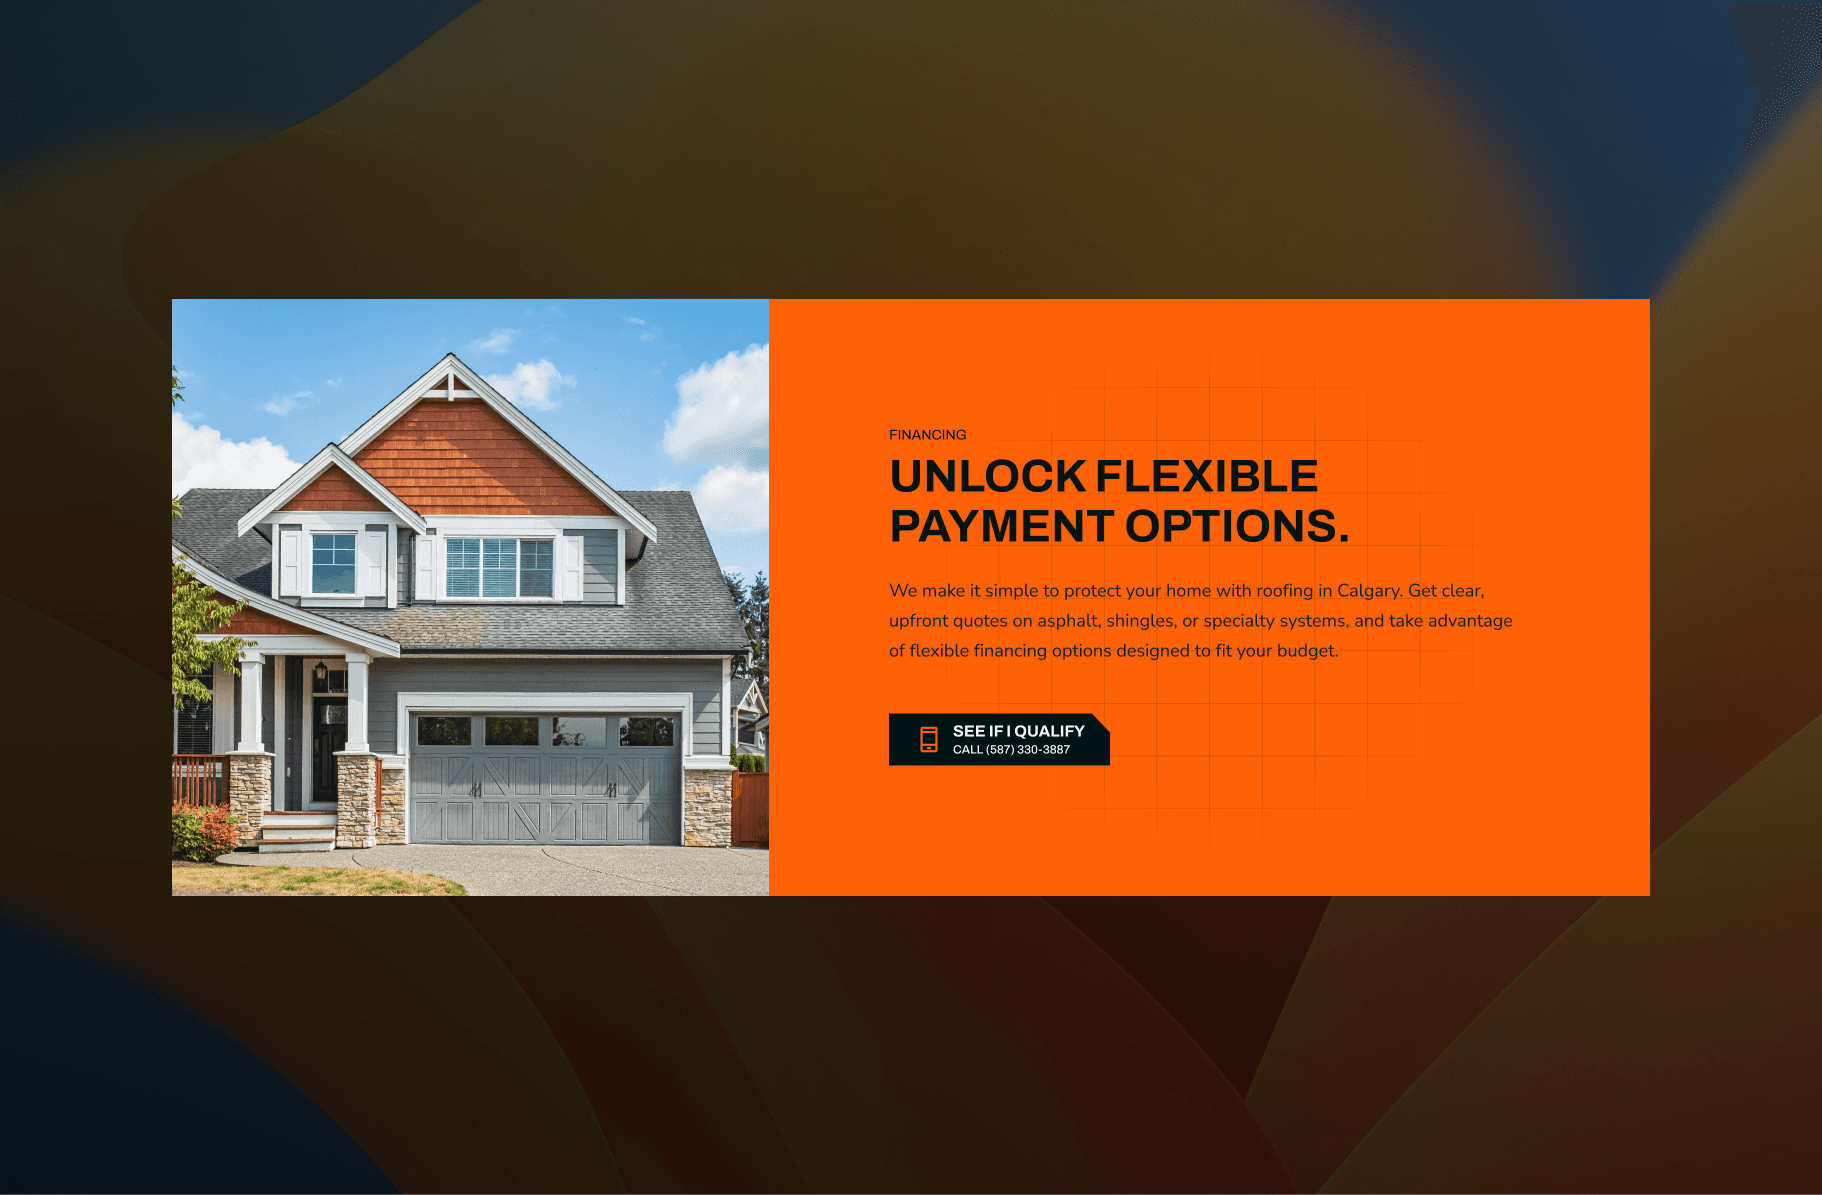 FINANCING
UNLOCK FLEXIBLE
PAYMENT OPTIONS.
We make it simple to protect your home with roofing in Calgary. Get clear,
upfront quotes on asphalt, shingles, or specialty systems, and take advantage
of flexible financing options designed to fit your budget.
SEE IF I QUALIFY
CALL (587) 330-3887